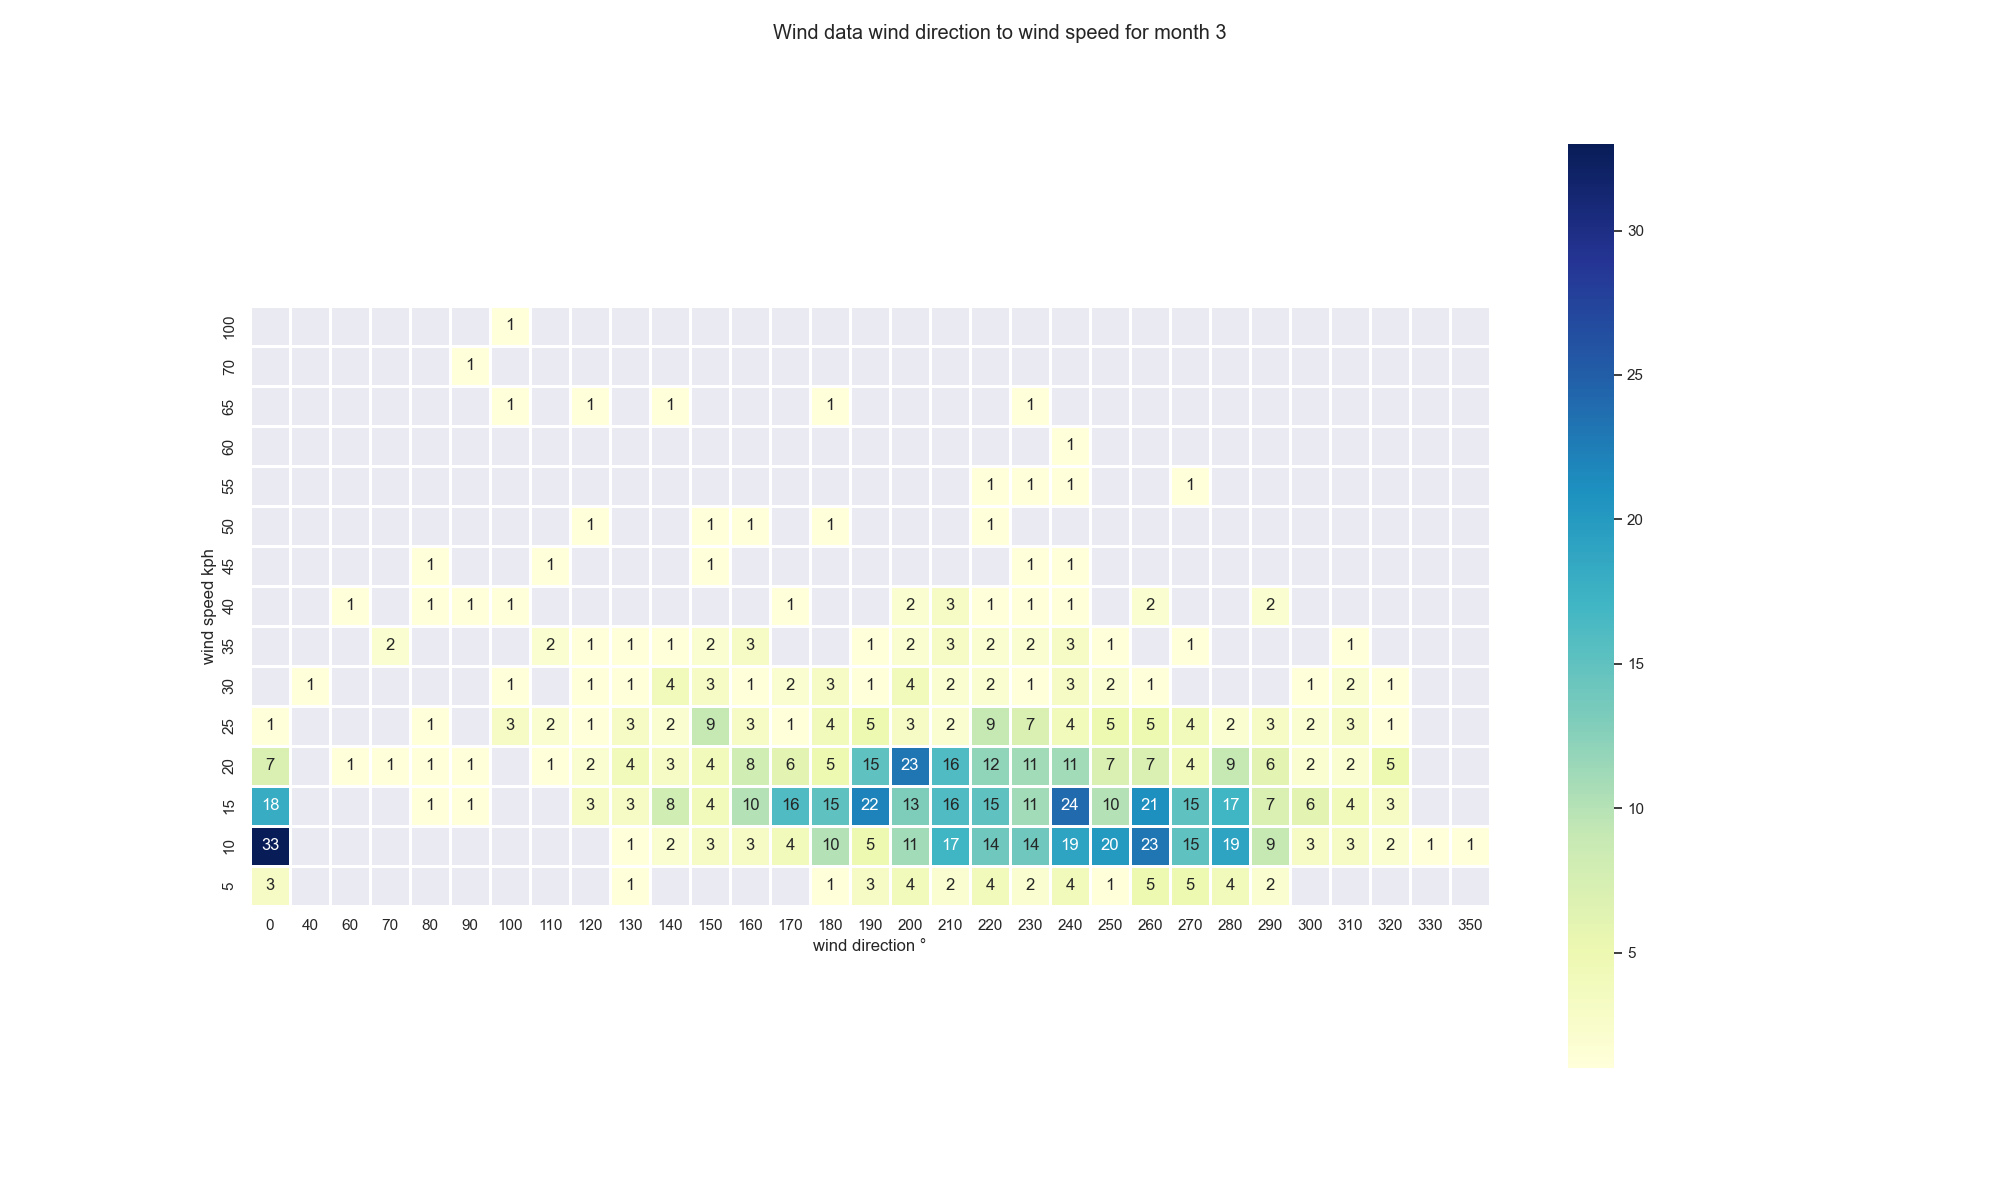 Wind data wind direction to wind speed for month 3
100 1
70 1
65 1 1 1 1 1
60 1
55 1 1 1 1
50 1 1 1 1 1
45 1 1 1 1 1
40 1 1 1 1 1 2 3 1 1 1 2 2
35 2 2 1 1 1 2 3 1 2 3 2 2 3 1 1 1
30 1 1 1 1 4 3 1 2 3 1 4 2 2 1 3 2 1 1 2 1
25 1 1 3 2 1 3 2 9 3 1 4 5 3 2 9 7 4 5 5 4 2 3 2 3 1
20 7 1 1 1 1 1 2 4 3 4 8 6 5 15 23 16 12 11 11 7 7 4 9 6 2 2 5
15 18 1 1 3 3 8 4 10 16 15 22 13 16 15 11 24 10 21 15 17 7 6 4 3
10 33 1 2 3 3 4 10 5 11 17 14 14 19 20 23 15 19 9 3 3 2 1 1
5 3 1 1 3 4 2 4 2 4 1 5 5 4 2
0 40 60 70 80 90 100 110 120 130 140 150 160 170 180 190 200 210 220 230 240 250 260 270 280 290 300 310 320 330 350
wind direction °
wind speed kph
30
25
20
15
10
5